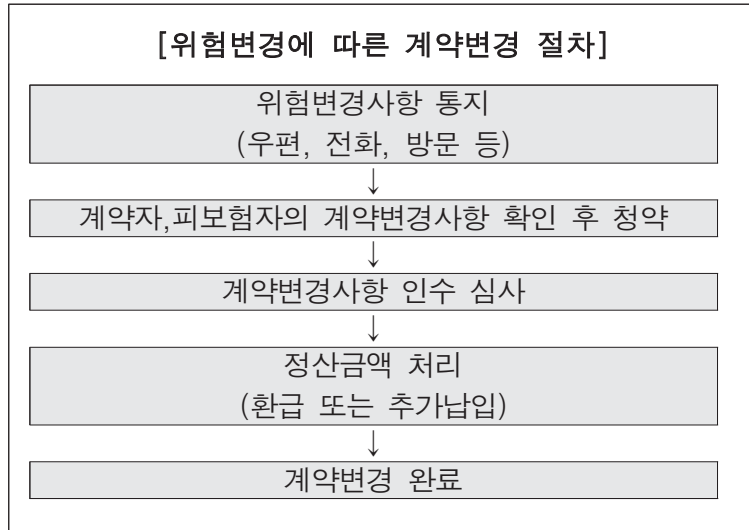 [위험변경에 따른 계약변경 절차]
위험변경사항 통지
(우편, 전화, 방문 등)
↓
계약자,피보험자의 계약변경사항 확인 후 청약
↓
계약변경사항 인수 심사
↓
정산금액 처리
(환급 또는 추가납입)
↓
계약변경 완료